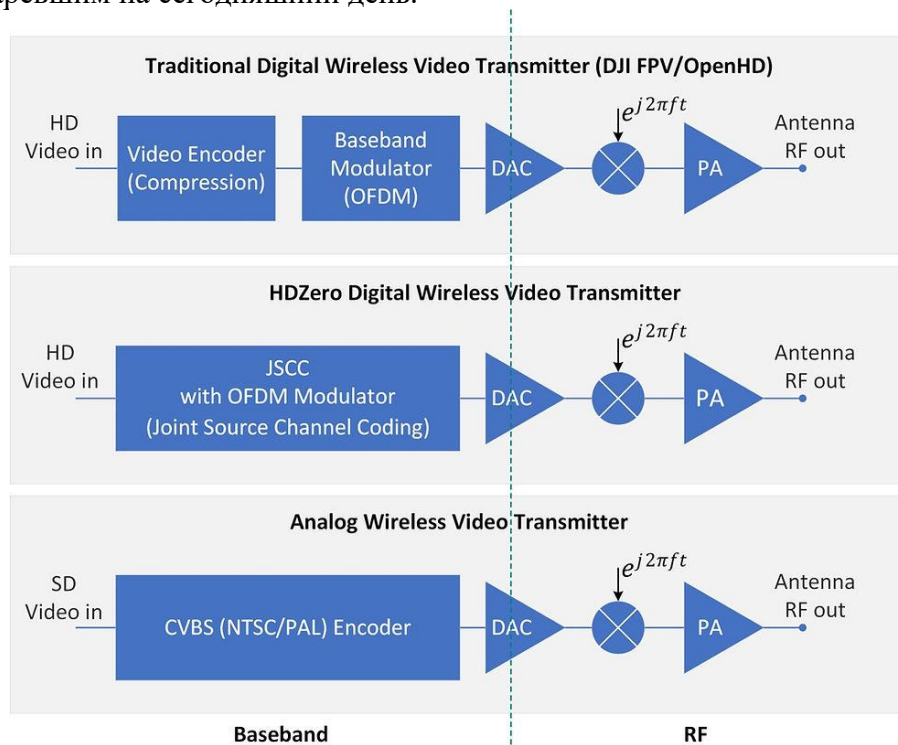 на сегодняшний день.
Traditional Digital Wireless Video Transmitter (DJI FPV/OpenHD)
HD
Video in
Video Encoder
(Compression)
Baseband
Modulator
(OFDM)
DAC
e^{j2πft}
PA
Antenna
RF out
HDZero Digital Wireless Video Transmitter
HD
Video in
JSCC
with OFDM Modulator
(Joint Source Channel Coding)
DAC
e^{j2πft}
PA
Antenna
RF out
Analog Wireless Video Transmitter
SD
Video in
CVBS (NTSC/PAL) Encoder
DAC
e^{j2πft}
PA
Antenna
RF out
Baseband
RF